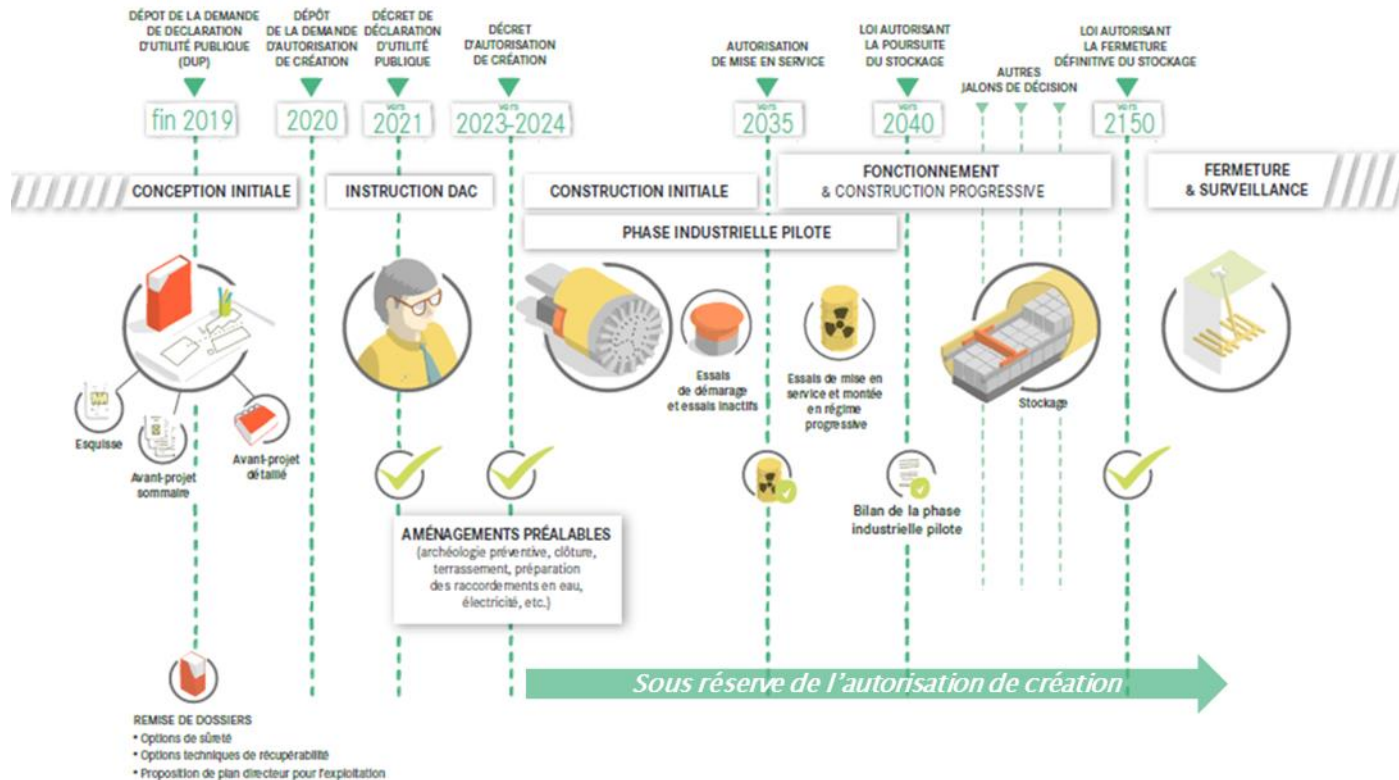 DÉPOT DE LA DEMANDE
DE DECLARATION
D'UTILITÉ PUBLIQUE
(DUP)
fin 2019
DÉPÔT
DE LA DEMANDE
D'AUTORISATION
DE CRÉATION
2020
DÉCRET DE
DÉCLARATION
D'UTILITÉ
PUBLIQUE
vers
2021
DÉCRET
D'AUTORISATION
DE CRÉATION
vers
2023-2024
AUTORISATION
DE MISE EN SERVICE
vers
2035
LOI AUTORISANT
LA POURSUITE
DU STOCKAGE
vers
2040
AUTRES
JALONS DE DÉCISION
LOI AUTORISANT
LA FERMETURE
DÉFINITIVE DU STOCKAGE
vers
2150
CONCEPTION INITIALE
INSTRUCTION DAC
CONSTRUCTION INITIALE
FONCTIONNEMENT
& CONSTRUCTION PROGRESSIVE
FERMETURE
& SURVEILLANCE
PHASE INDUSTRIELLE PILOTE
Esquisse
Avant-projet
sommaire
Avant-projet
détaillé
Essais
de démarage
et essais inactifs
Essais de mise en
service et montée
en régime
progressive
Stockage
Bilan de la phase
industrielle pilote
AMÉNAGEMENTS PRÉALABLES
(archéologie préventive, clôture,
terrassement, préparation
des raccordements en eau,
électricité, etc.)
Sous réserve de l'autorisation de création
REMISE DE DOSSIERS
• Options de sûreté
• Options techniques de récupérabilité
• Proposition de plan directeur pour l'exploitation